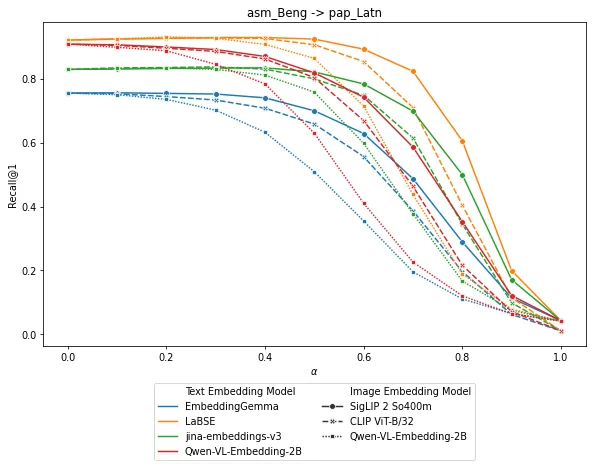 asm_Beng -> pap_Latn
Recall@1
0.8
0.6
0.4
0.2
0.0
0.0 0.2 0.4 0.6 0.8 1.0
α
Text Embedding Model
EmbeddingGemma
LaBSE
jina-embeddings-v3
Qwen-VL-Embedding-2B
Image Embedding Model
SigLIP 2 So400m
CLIP ViT-B/32
Qwen-VL-Embedding-2B